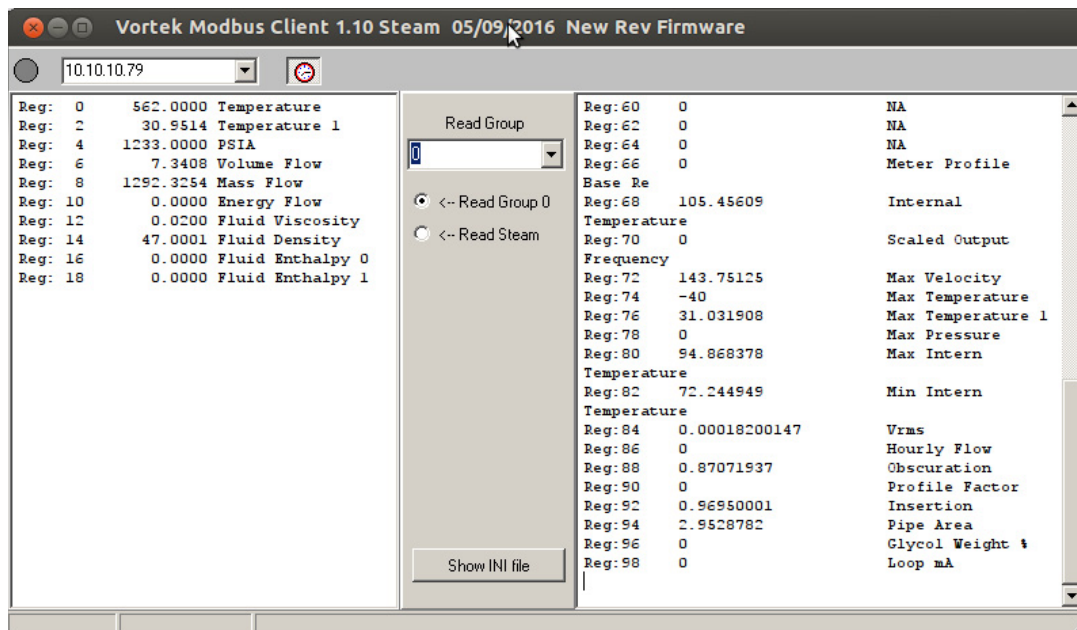 Vortek Modbus Client 1.10 Steam 05/09/2016 New Rev Firmware
10.10.10.79
Reg: 0 562.0000 Temperature
Reg: 2 30.9514 Temperature 1
Reg: 4 1233.0000 PSIA
Reg: 6 7.3408 Volume Flow
Reg: 8 1292.3254 Mass Flow
Reg: 10 0.0000 Energy Flow
Reg: 12 0.0200 Fluid Viscosity
Reg: 14 47.0001 Fluid Density
Reg: 16 0.0000 Fluid Enthalpy 0
Reg: 18 0.0000 Fluid Enthalpy 1
Read Group
0
<-- Read Group 0
<-- Read Steam
Show INI file
Reg:60 0 NA
Reg:62 0 NA
Reg:64 0 NA
Reg:66 0 Meter Profile
Base Re
Reg:68 105.45609 Internal
Temperature
Reg:70 0 Scaled Output
Frequency
Reg:72 143.75125 Max Velocity
Reg:74 -40 Max Temperature
Reg:76 31.031908 Max Temperature 1
Reg:78 0 Max Pressure
Reg:80 94.868378 Max Intern
Temperature
Reg:82 72.244949 Min Intern
Temperature
Reg:84 0.00018200147 Vrms
Reg:86 0 Hourly Flow
Reg:88 0.87071937 Obscuration
Reg:90 0 Profile Factor
Reg:92 0.96950001 Insertion
Reg:94 2.9528782 Pipe Area
Reg:96 0 Glycol Weight %
Reg:98 0 Loop mA